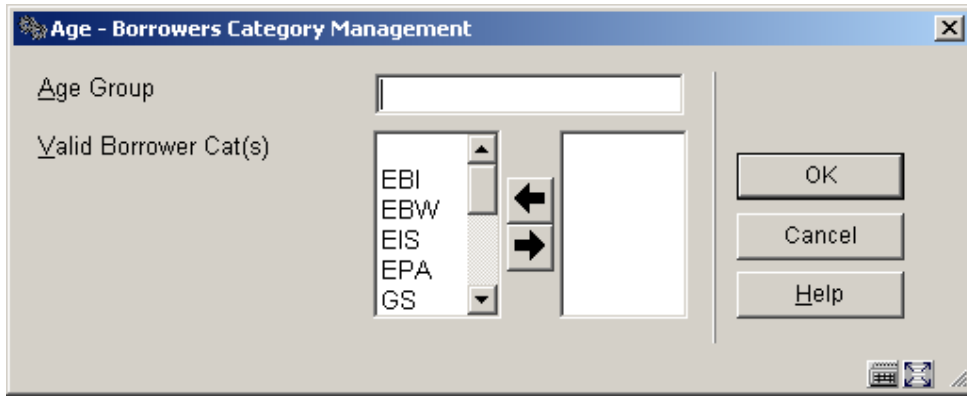 Age - Borrowers Category Management
Age Group
Valid Borrower Cat(s)
EBI
EBW
EIS
EPA
GS
OK
Cancel
Help